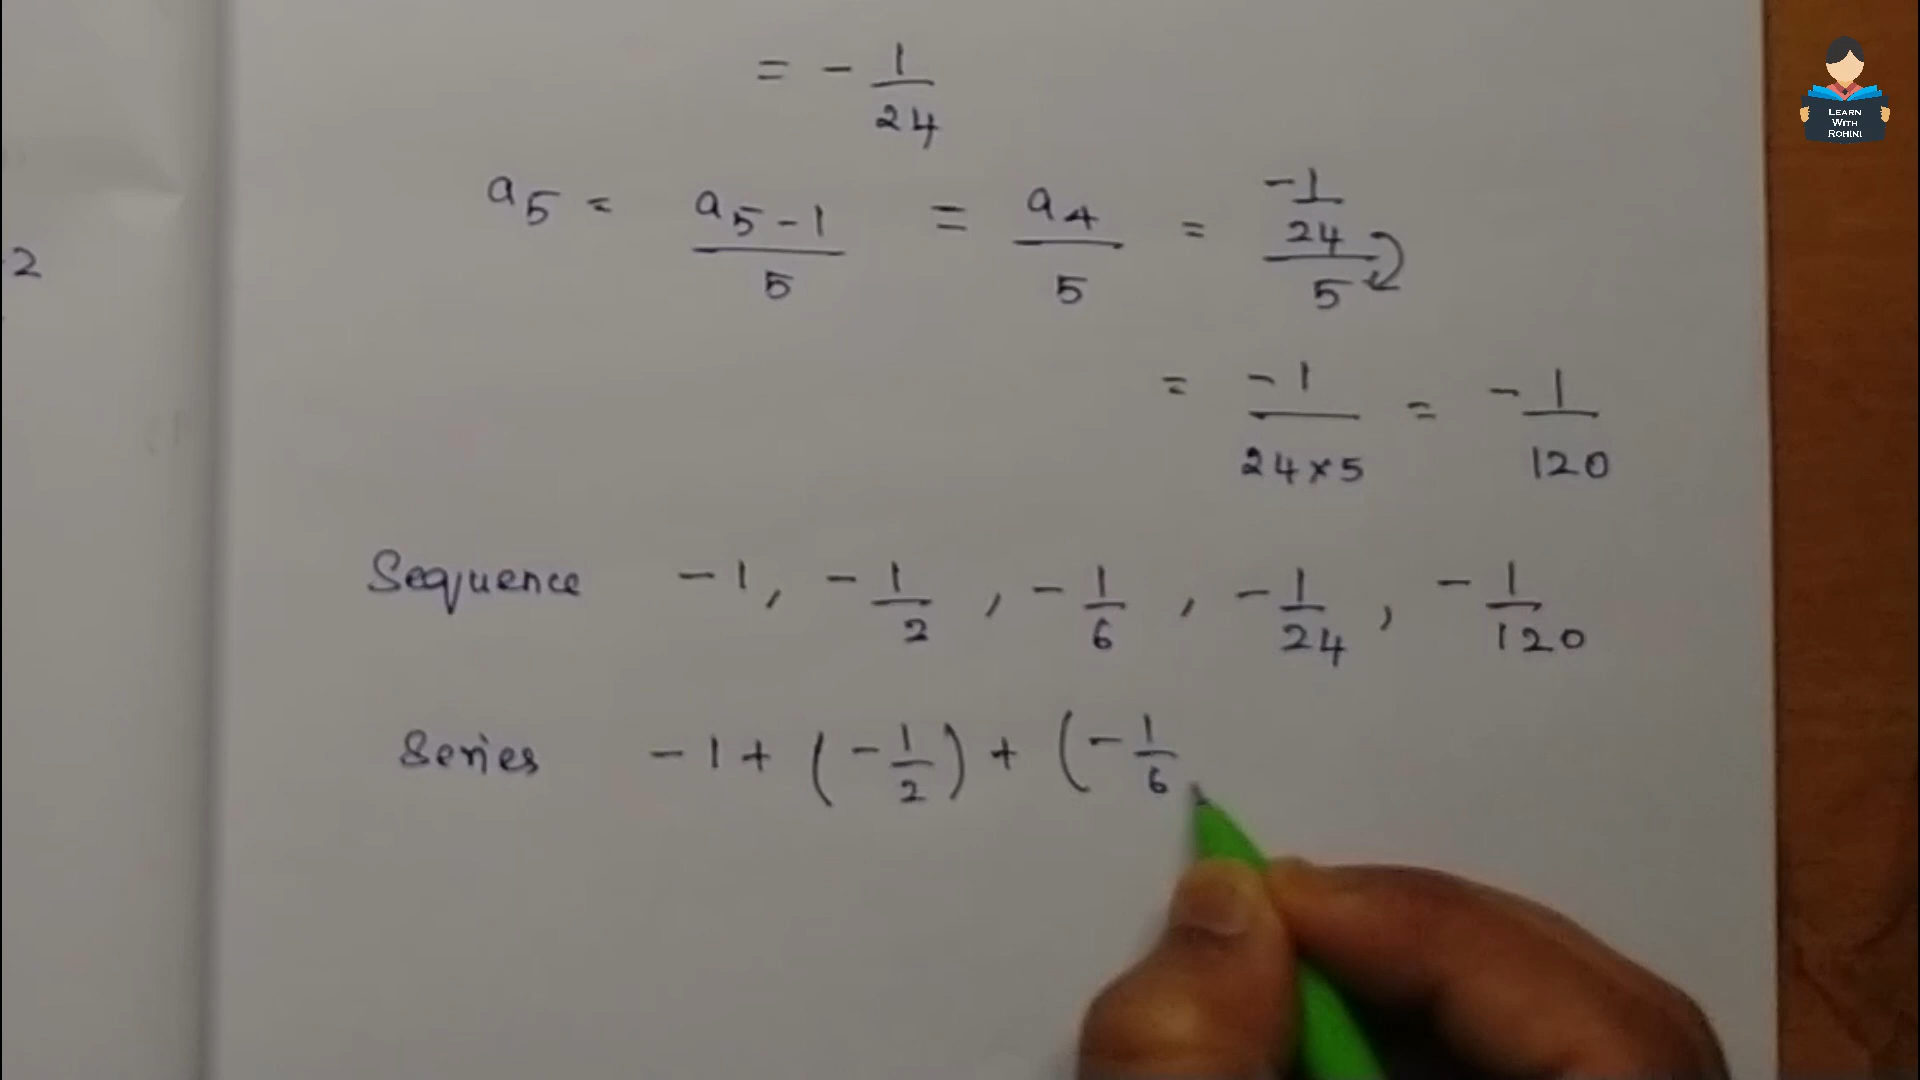 = - 1/24
a5 = a5-1/5 = a4/5 = -1/24/5
2
= -1/24×5 = -1/120
Sequence -1, -1/2, -1/6, -1/24, -1/120
Series -1 + (-1/2) + (-1/6
LEARN
WITH
ROHINI